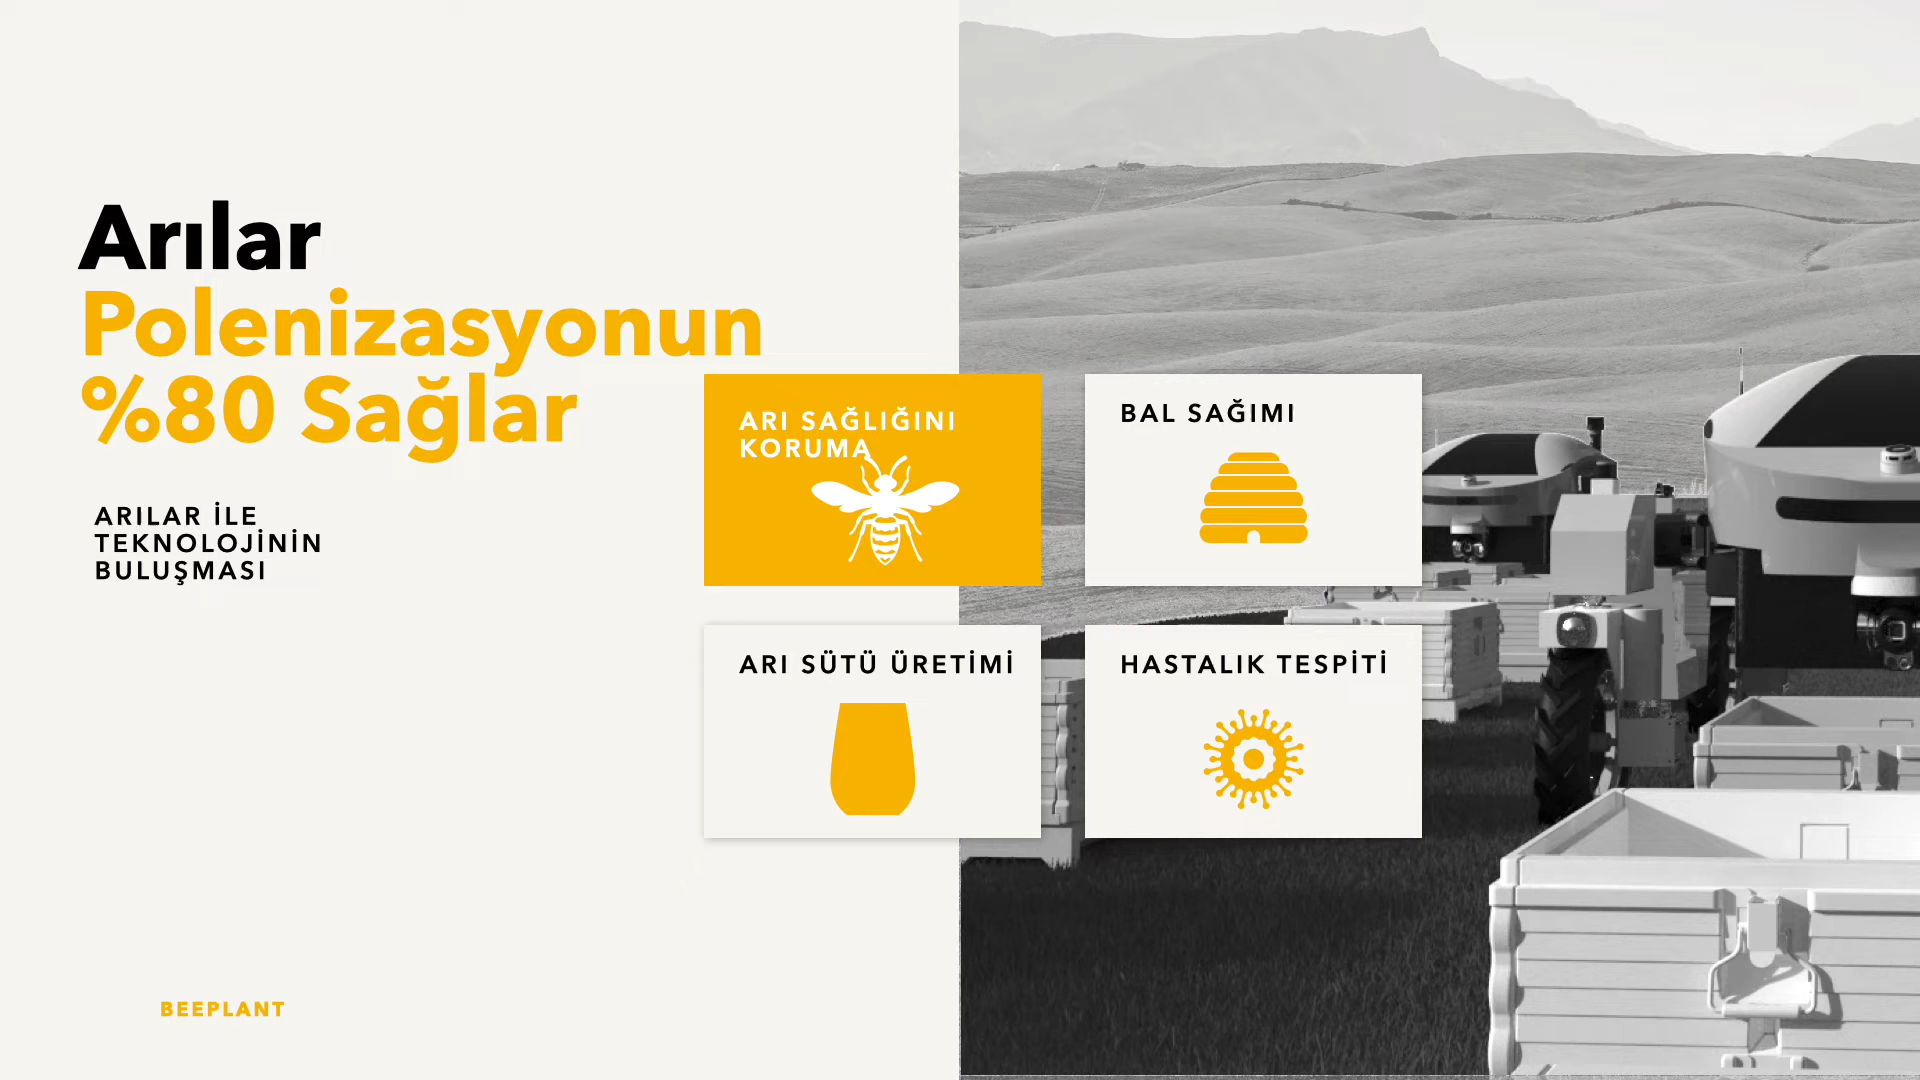 Arılar
Polenizasyonun
%80 Sağlar
ARILAR İLE
TEKNOLOJİNİN
BULUŞMASI
ARI SAĞLIĞINI
KORUMA
BAL SAĞIMI
ARI SÜTÜ ÜRETİMİ
HASTALIK TESPİTİ
BEEPLANT